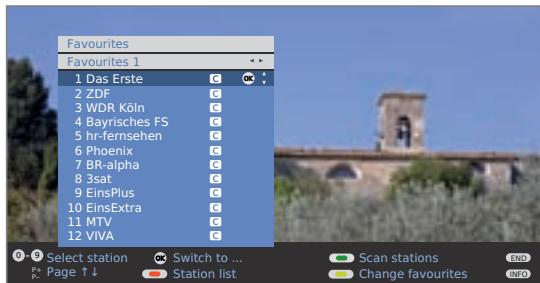 Favourites
Favourites 1
1 Das Erste C OK
2 ZDF C
3 WDR Köln C
4 Bayrisches FS C
5 hr-fernsehen C
6 Phoenix C
7 BR-alpha C
8 3sat C
9 EinsPlus C
10 EinsExtra C
11 MTV C
12 VIVA C
0-9 Select station OK Switch to ... Scan stations END
P+ P- Page ↑↓ Station list Change favourites INFO